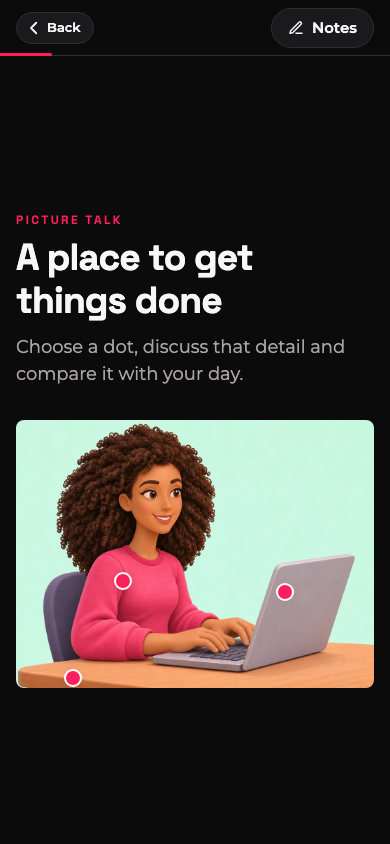 Back
Notes
PICTURE TALK
A place to get
things done
Choose a dot, discuss that detail and
compare it with your day.